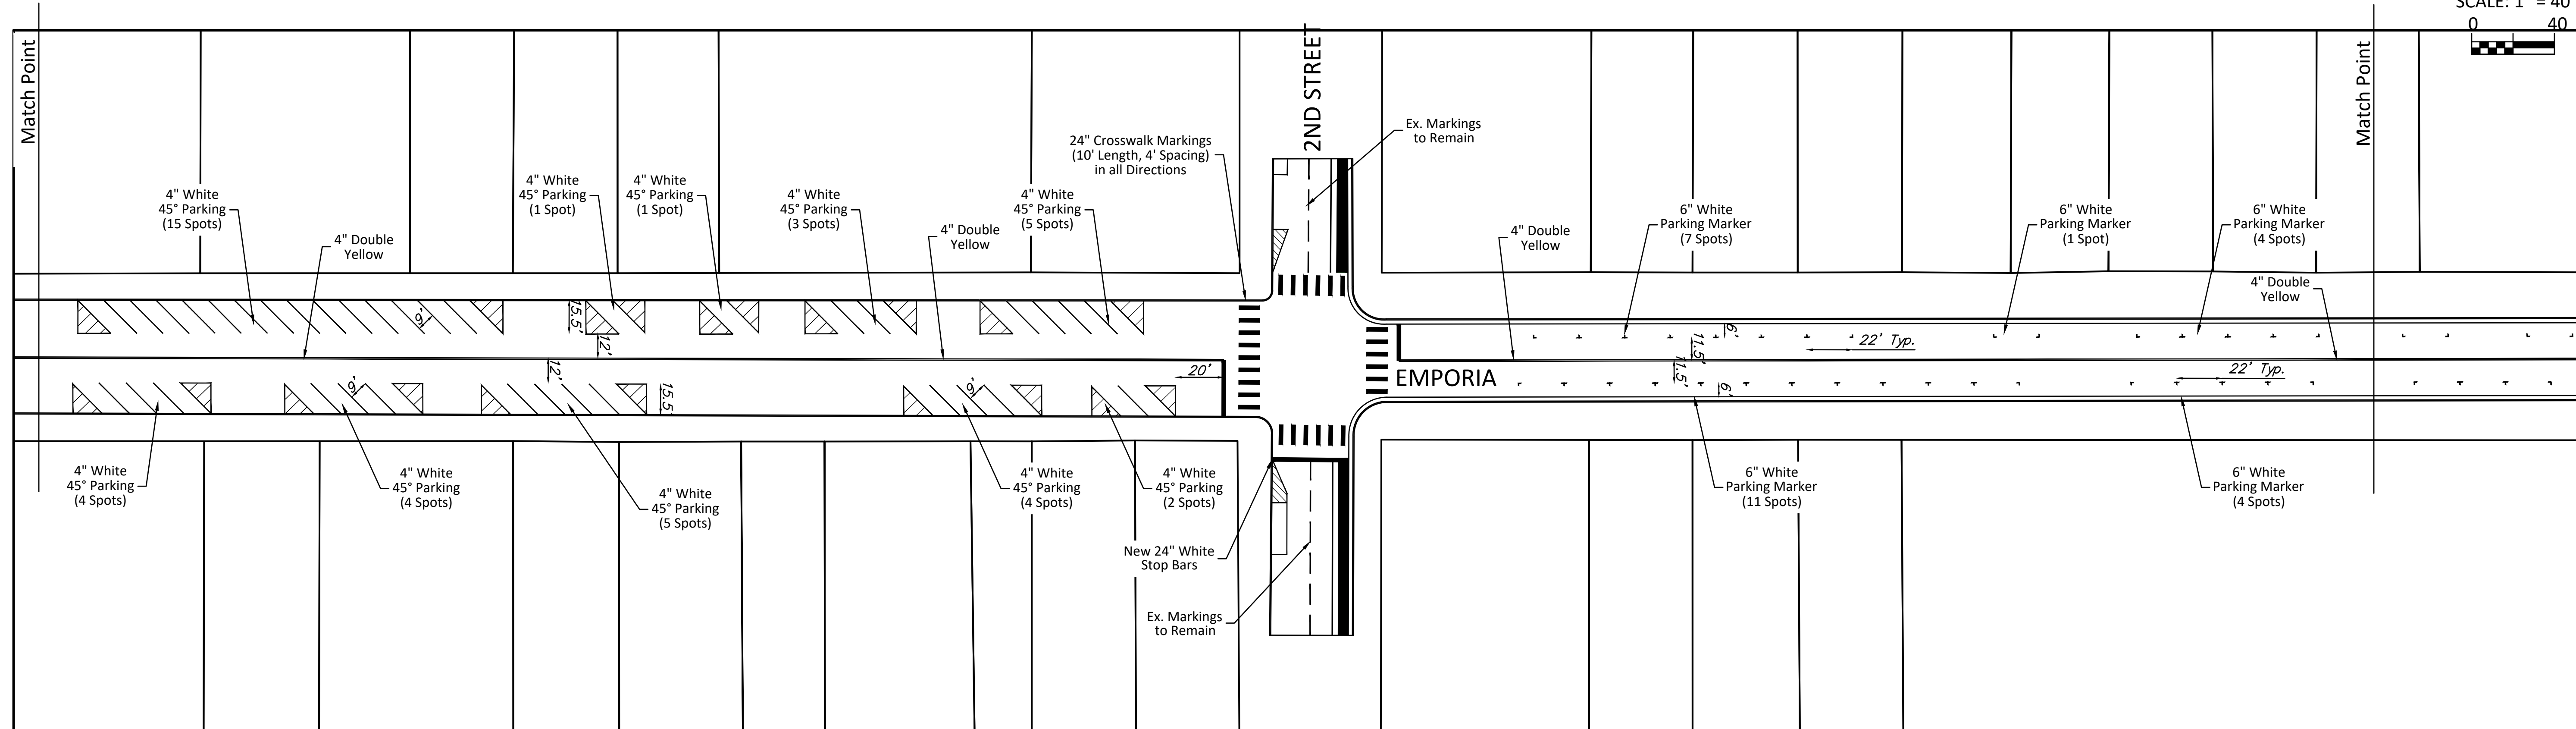 SCALE: 1" = 40'
0 40
Match Point
2ND STREET
Match Point
Ex. Markings
to Remain
24" Crosswalk Markings
(10' Length, 4' Spacing)
in all Directions
4" White
45° Parking
(15 Spots)
4" White
45° Parking
(1 Spot)
4" White
45° Parking
(1 Spot)
4" White
45° Parking
(3 Spots)
4" White
45° Parking
(5 Spots)
4" Double
Yellow
4" Double
Yellow
4" Double
Yellow
6" White
Parking Marker
(7 Spots)
6" White
Parking Marker
(1 Spot)
6" White
Parking Marker
(4 Spots)
4" Double
Yellow
15.5'
9'
12'
6'
11.5'
22' Typ.
12'
15.5'
9'
9'
20'
EMPORIA
11.5'
6'
22' Typ.
4" White
45° Parking
(4 Spots)
4" White
45° Parking
(4 Spots)
4" White
45° Parking
(5 Spots)
4" White
45° Parking
(4 Spots)
4" White
45° Parking
(2 Spots)
6" White
Parking Marker
(11 Spots)
6" White
Parking Marker
(4 Spots)
New 24" White
Stop Bars
Ex. Markings
to Remain